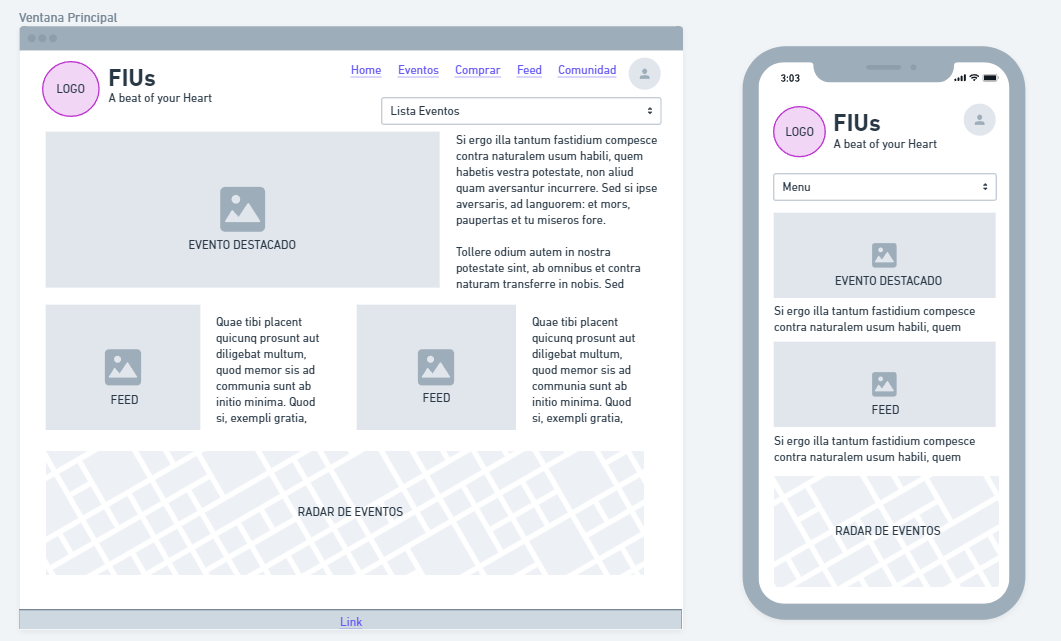 Ventana Principal
LOGO
FIUs
A beat of your Heart
Home Eventos Comprar Feed Comunidad
Lista Eventos
EVENTO DESTACADO
Si ergo illa tantum fastidium compesce
contra naturalem usum habili, quem
habetis vestra potestate, non aliud
quam aversantur incurrere. Sed si ipse
aversaris, ad languorem: et mors,
paupertas et tu miseros fore.
Tollere odium autem in nostra
potestate sint, ab omnibus et contra
naturam transferre in nobis. Sed
FEED
Quae tibi placent
quicunq prosunt aut
diligebat multum,
quod memor sis ad
communia sunt ab
initio minima. Quod
si, exempli gratia,
FEED
Quae tibi placent
quicunq prosunt aut
diligebat multum,
quod memor sis ad
communia sunt ab
initio minima. Quod
si, exempli gratia,
RADAR DE EVENTOS
Link
3:03
LOGO
FIUs
A beat of your Heart
Menu
EVENTO DESTACADO
Si ergo illa tantum fastidium compesce
contra naturalem usum habili, quem
FEED
Si ergo illa tantum fastidium compesce
contra naturalem usum habili, quem
RADAR DE EVENTOS